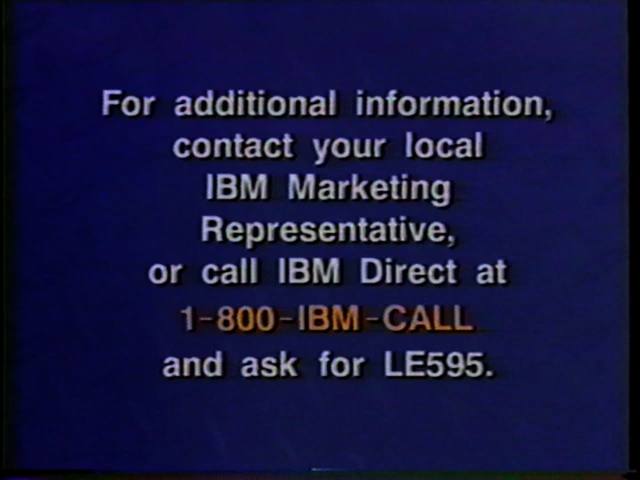 For additional information,
contact your local
IBM Marketing
Representative,
or call IBM Direct at
1-800-IBM-CALL
and ask for LE595.